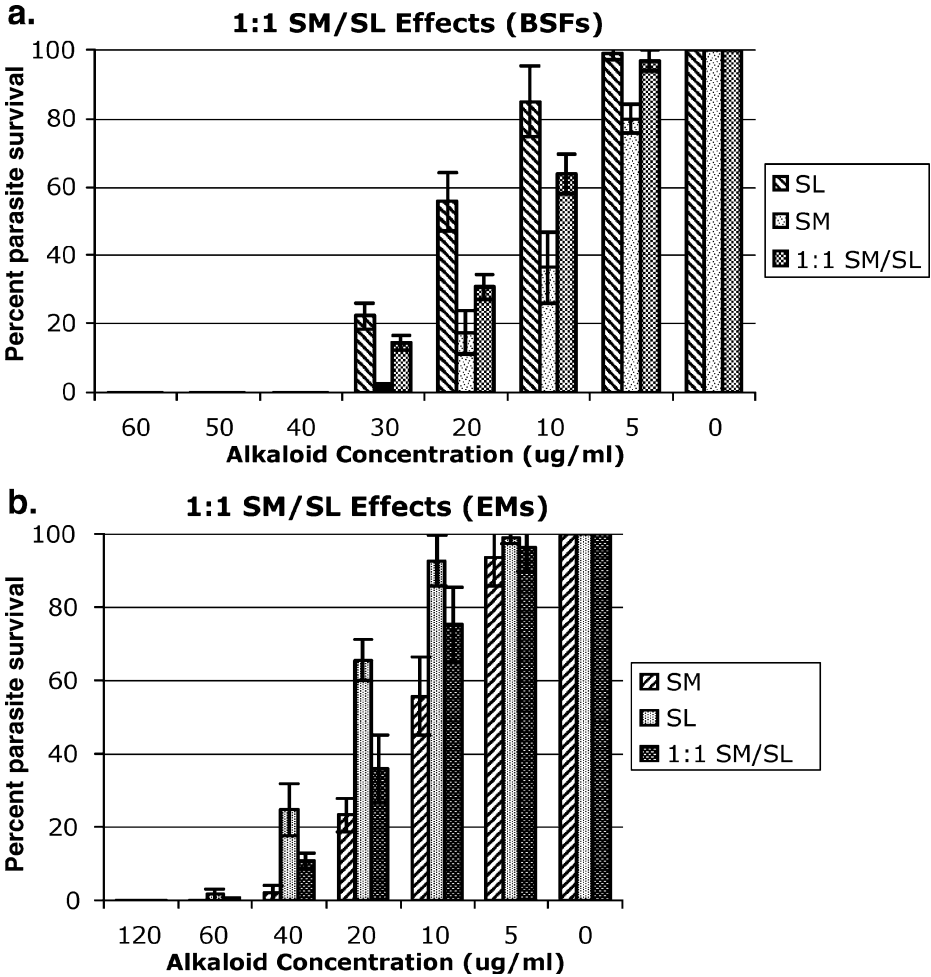 a.
1:1 SM/SL Effects (BSFs)
Percent parasite survival
100
80
60
40
20
0
60 50 40 30 20 10 5 0
Alkaloid Concentration (ug/ml)
SL
SM
1:1 SM/SL
b.
1:1 SM/SL Effects (EMs)
Percent parasite survival
100
80
60
40
20
0
120 60 40 20 10 5 0
Alkaloid Concentration (ug/ml)
SM
SL
1:1 SM/SL